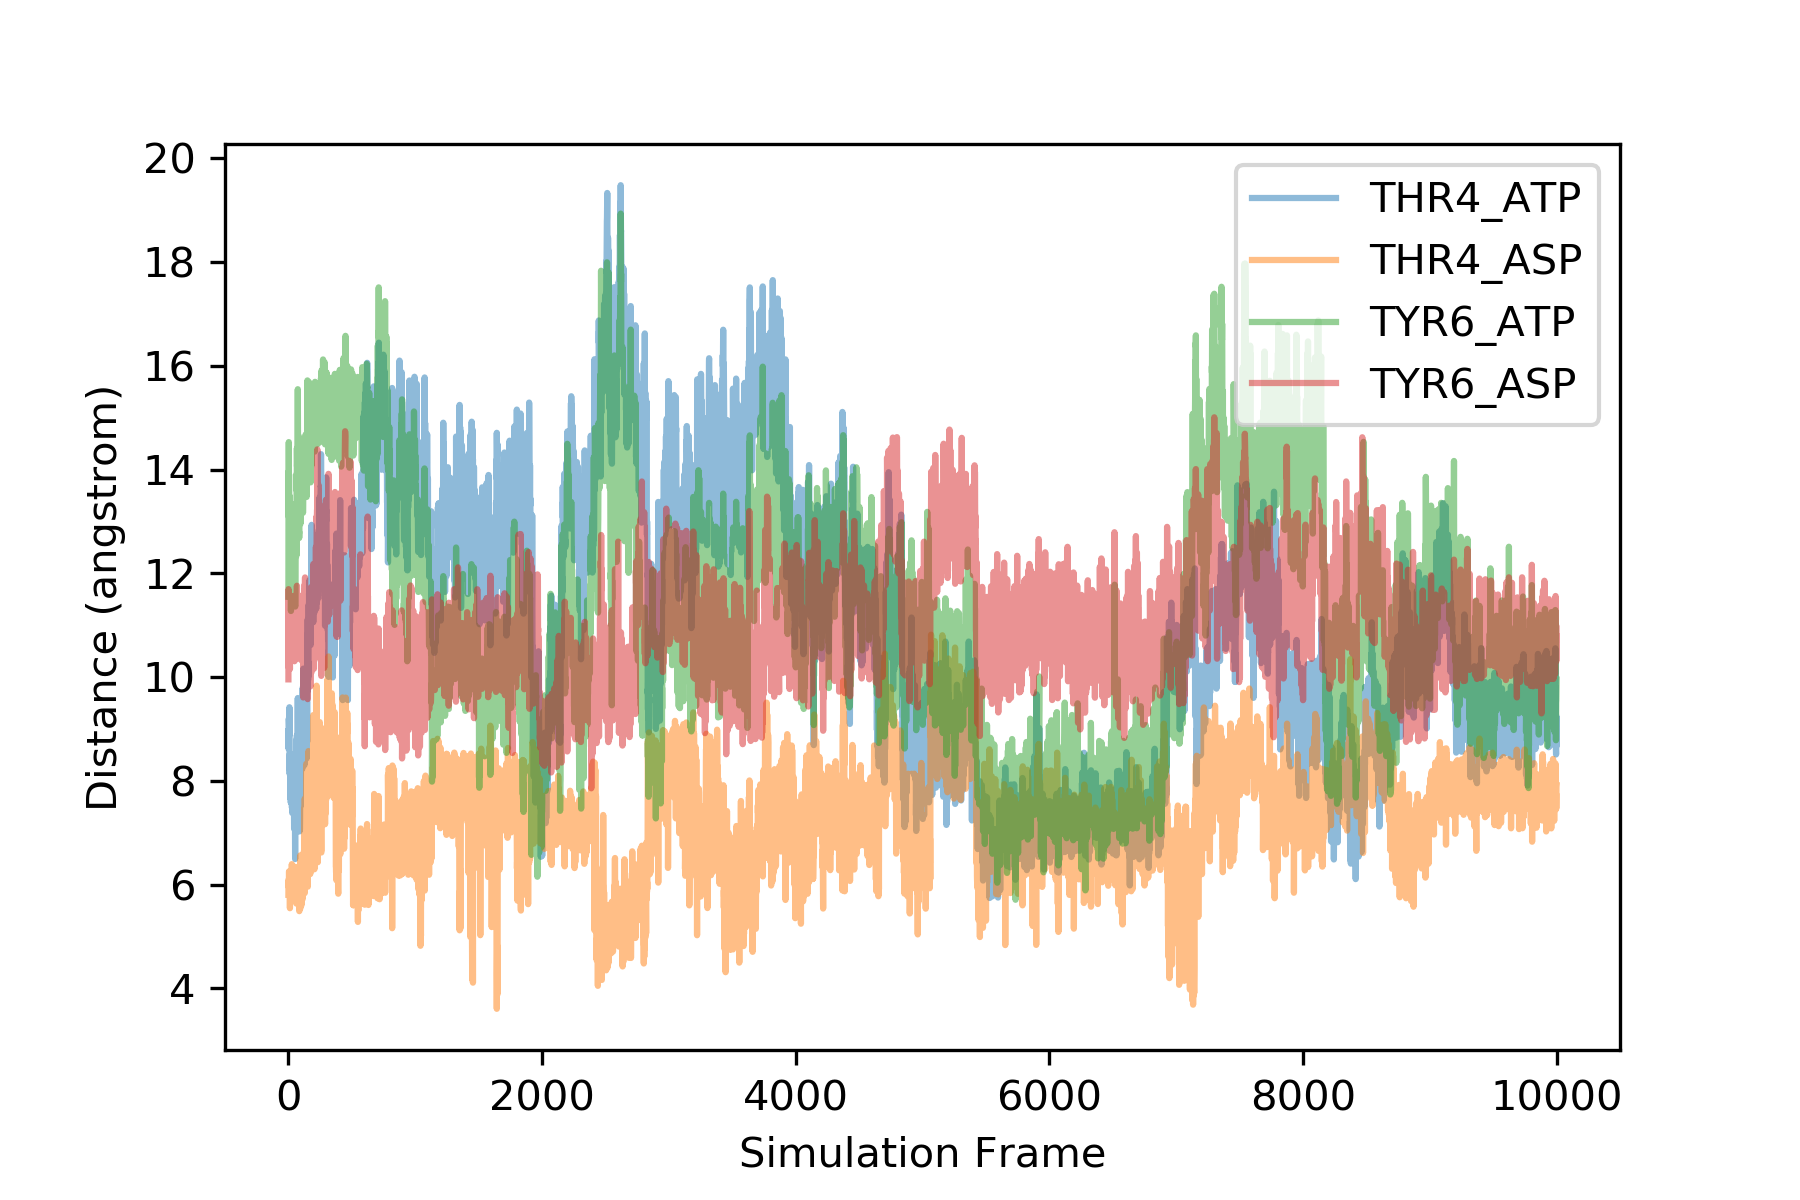 20
18
16
14
12
10
8
6
4
Distance (angstrom)
0 2000 4000 6000 8000 10000
Simulation Frame
THR4_ATP
THR4_ASP
TYR6_ATP
TYR6_ASP